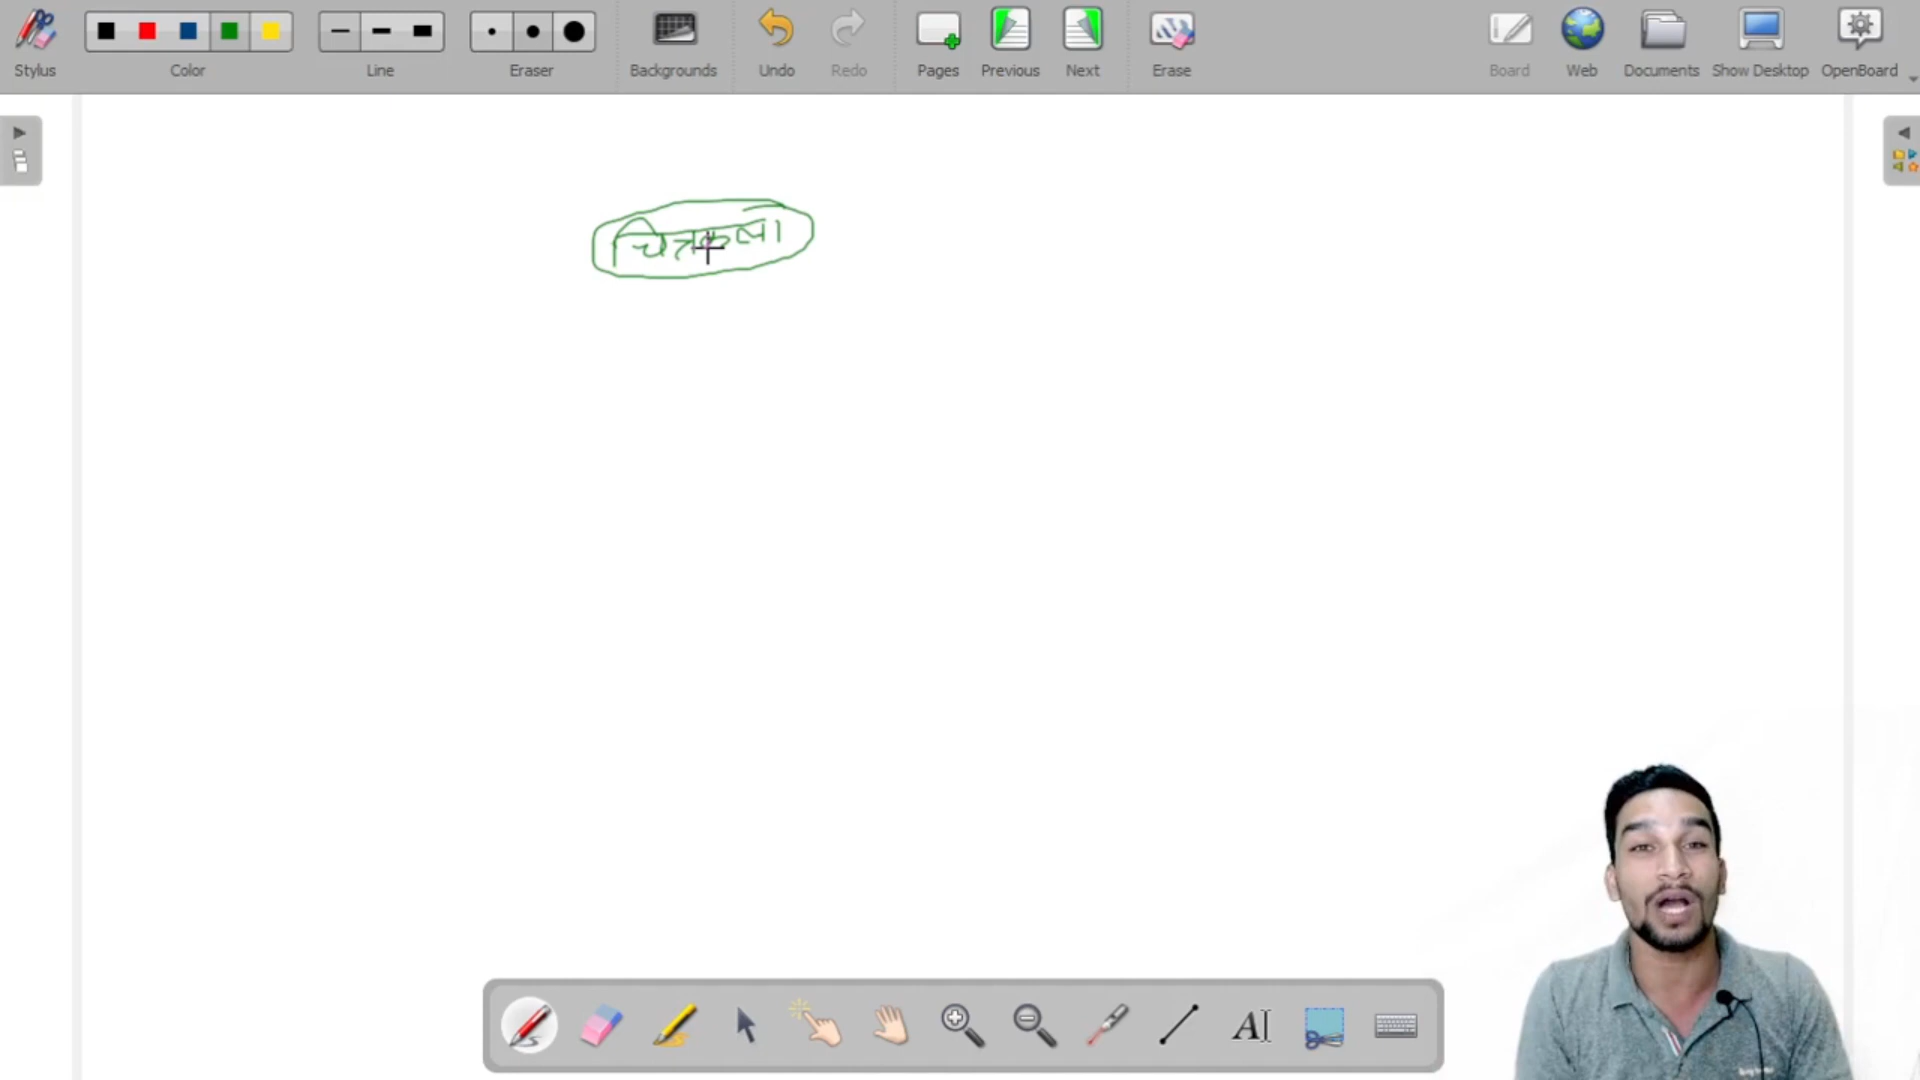 Stylus Color Line Eraser Backgrounds Undo Redo Pages Previous Next Erase Board Web Documents Show Desktop OpenBoard
चित्रकला